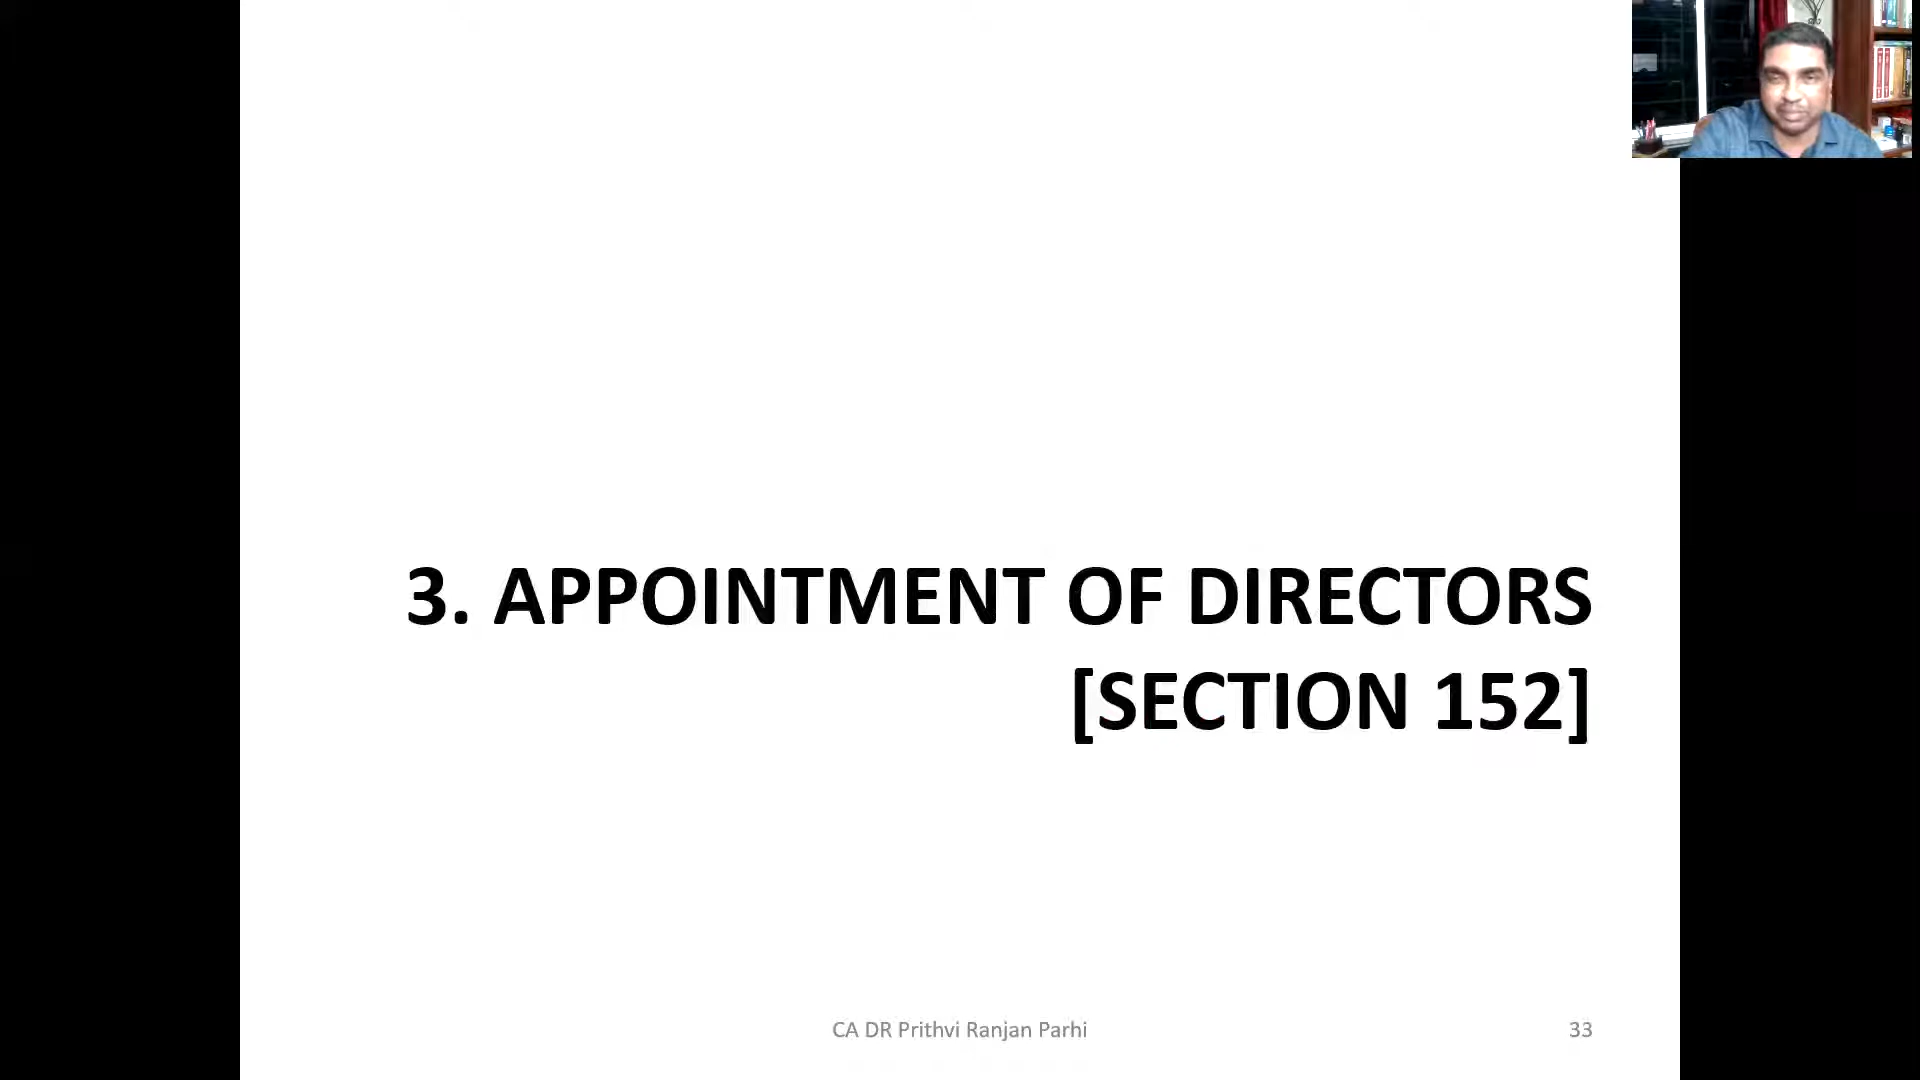 3. APPOINTMENT OF DIRECTORS
[SECTION 152]
CA DR Prithvi Ranjan Parhi
33